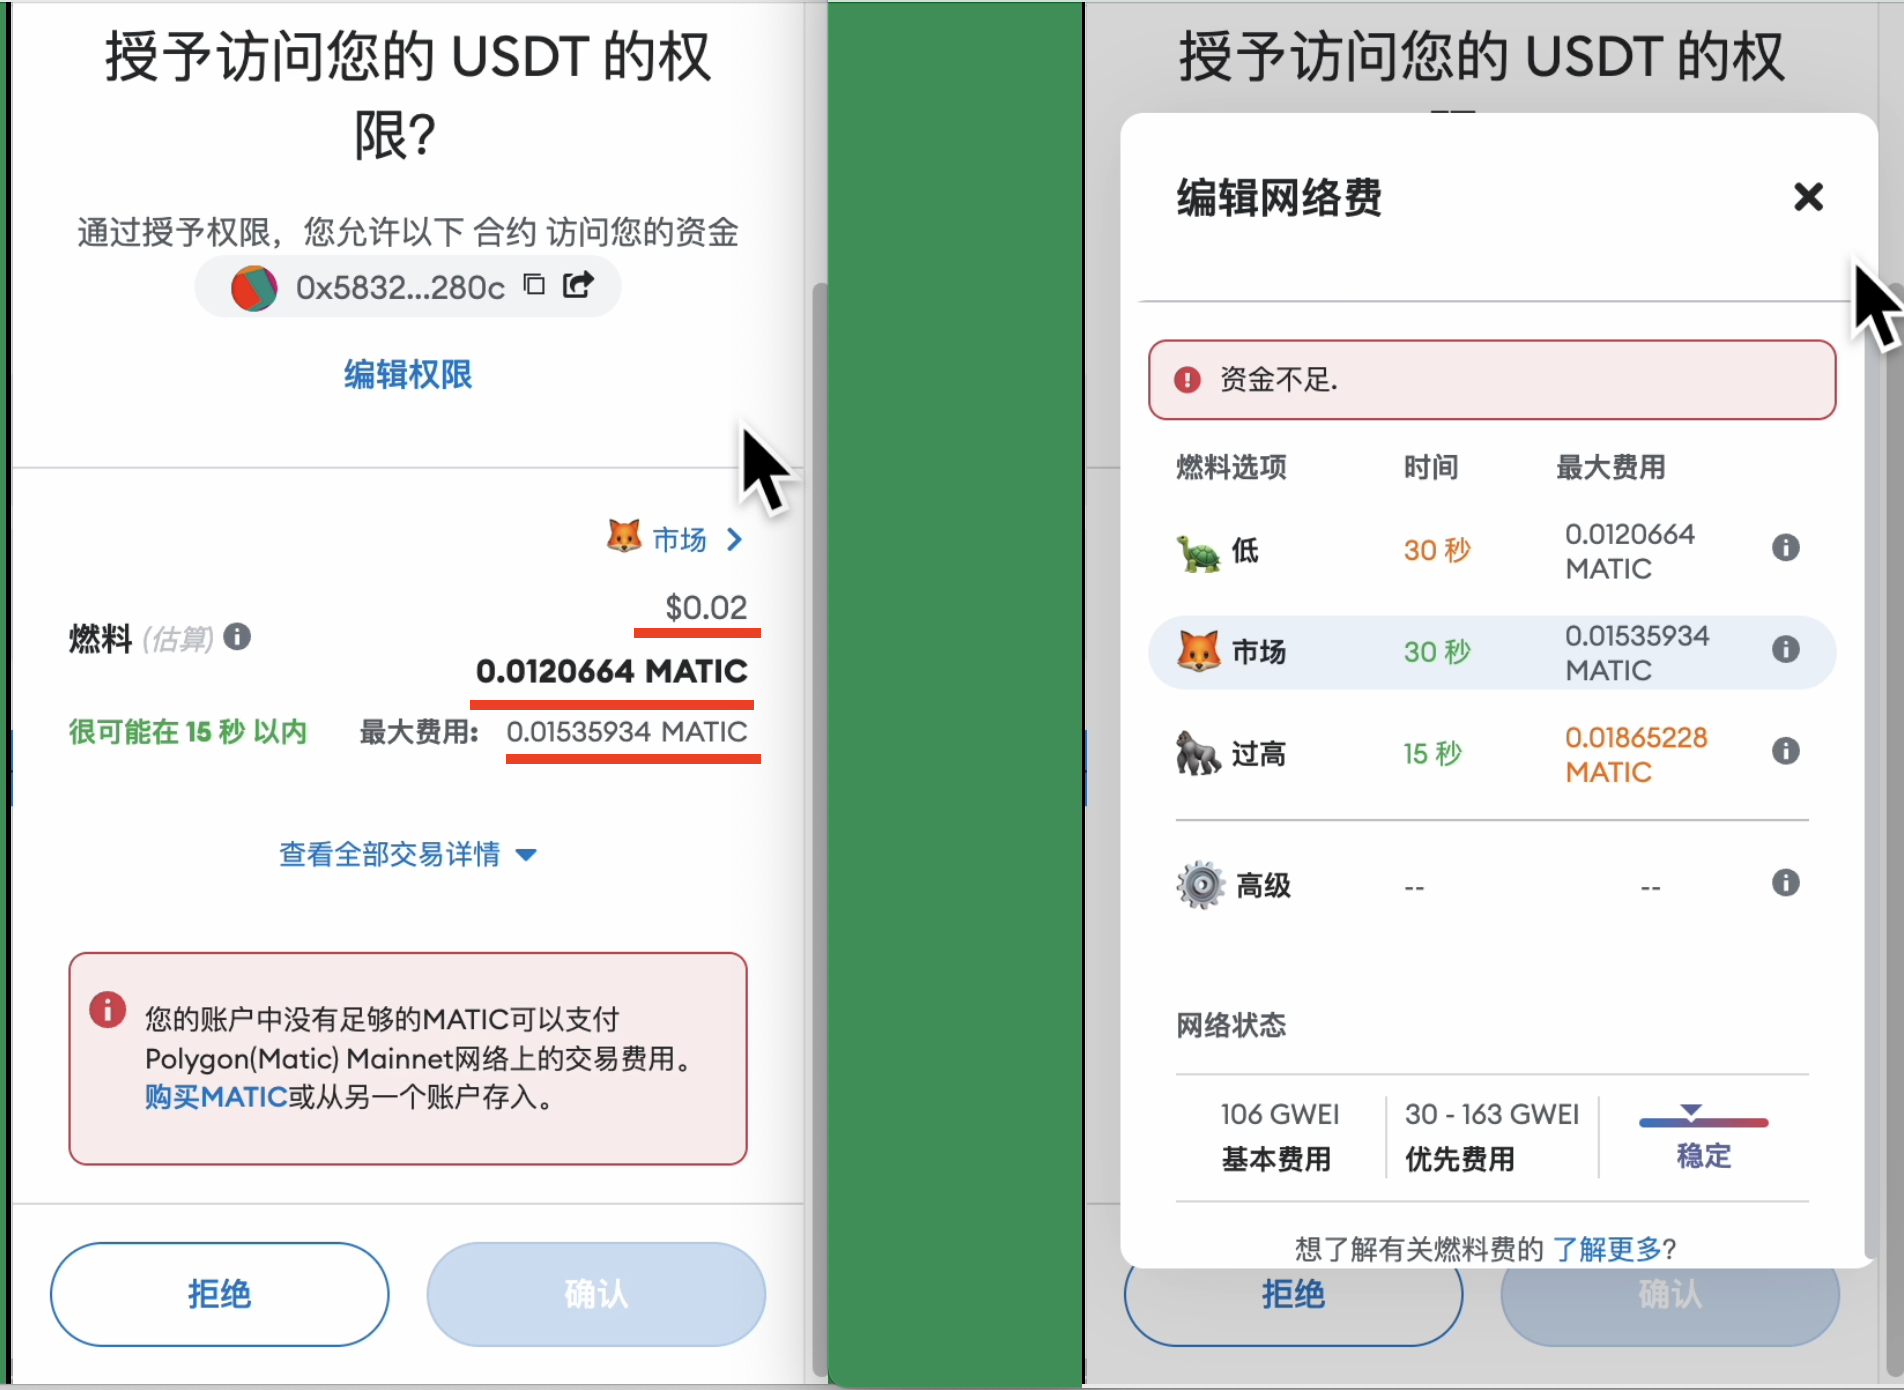 授予访问您的 USDT 的权
限?
通过授予权限，您允许以下 合约 访问您的资金
0x5832...280c
编辑权限
市场
$0.02
燃料 (估算)
0.0120664 MATIC
很可能在 15 秒 以内 最大费用: 0.01535934 MATIC
查看全部交易详情
您的账户中没有足够的MATIC可以支付
Polygon(Matic) Mainnet网络上的交易费用。
购买MATIC或从另一个账户存入。
拒绝
确认
授予访问您的 USDT 的权
编辑网络费
资金不足.
燃料选项 时间 最大费用
低 30 秒 0.0120664
MATIC
市场 30 秒 0.01535934
MATIC
过高 15 秒 0.01865228
MATIC
高级 -- --
网络状态
106 GWEI 30 - 163 GWEI
基本费用 优先费用 稳定
想了解有关燃料费的 了解更多?
拒绝
确认